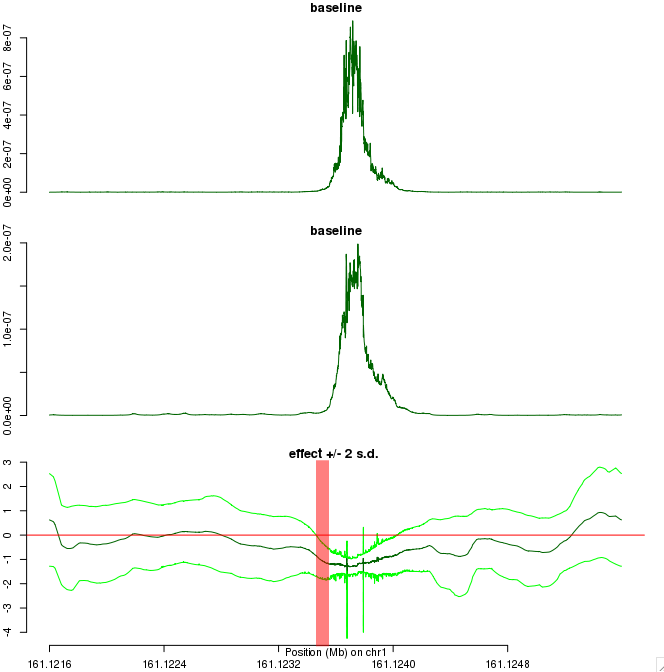 baseline
8e-07
6e-07
4e-07
2e-07
0e+00
baseline
2.0e-07
1.0e-07
0.0e+00
effect +/- 2 s.d.
3
2
1
0
-1
-2
-3
-4
Position (Mb) on chr1
161.1216 161.1224 161.1232 161.1240 161.1248